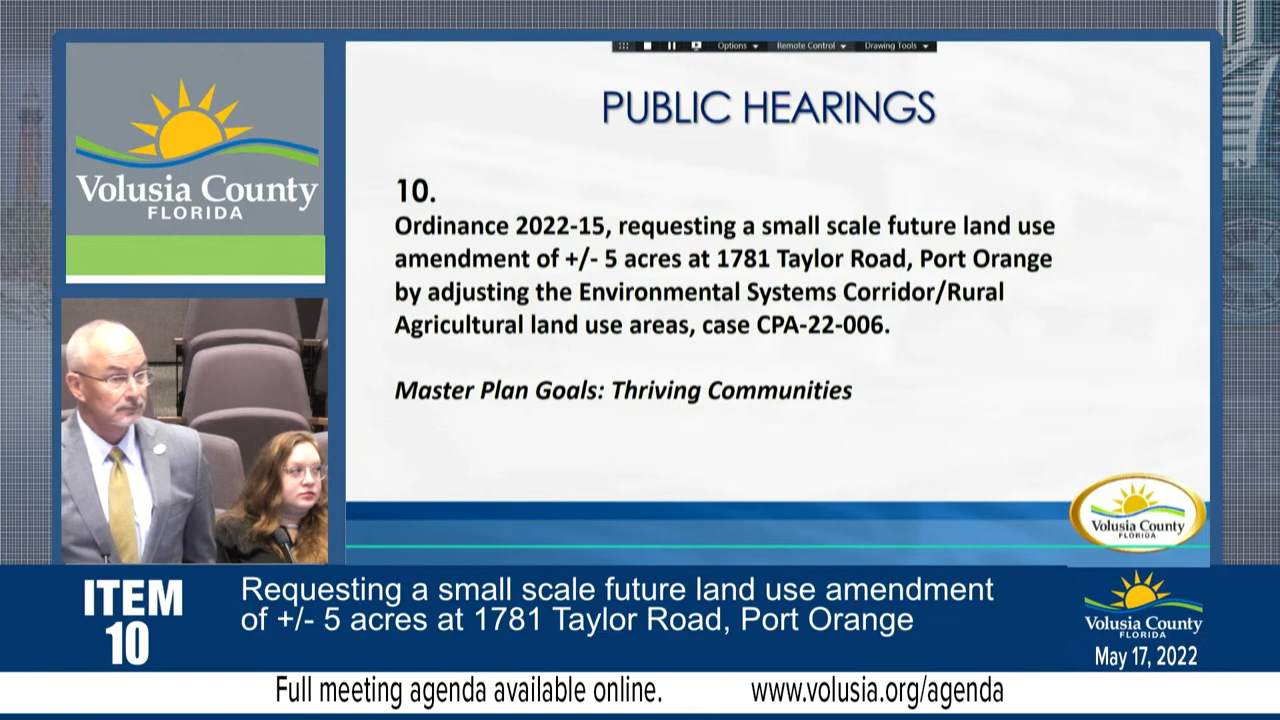 Options
Remote Control
Drawing Tools
PUBLIC HEARINGS
Volusia County
FLORIDA
10.
Ordinance 2022-15, requesting a small scale future land use
amendment of +/- 5 acres at 1781 Taylor Road, Port Orange
by adjusting the Environmental Systems Corridor/Rural
Agricultural land use areas, case CPA-22-006.
Master Plan Goals: Thriving Communities
Volusia County
FLORIDA
ITEM
10
Requesting a small scale future land use amendment
of +/- 5 acres at 1781 Taylor Road, Port Orange
Volusia County
FLORIDA
May 17, 2022
Full meeting agenda available online.
www.volusia.org/agenda